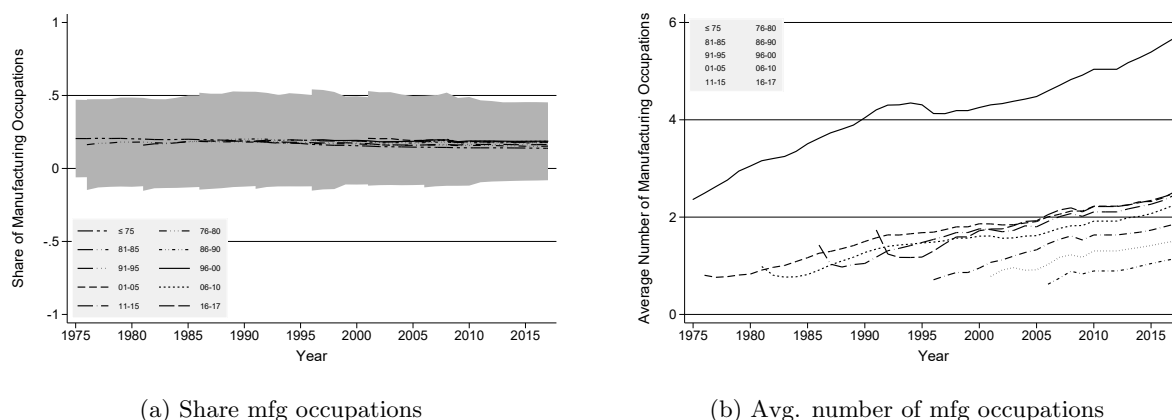 Share of Manufacturing Occupations
1
.5
0
-.5
-1
≤ 75 76-80
81-85 86-90
91-95 96-00
01-05 06-10
11-15 16-17
1975 1980 1985 1990 1995 2000 2005 2010 2015
Year
(a) Share mfg occupations
Average Number of Manufacturing Occupations
6
4
2
0
≤ 75 76-80
81-85 86-90
91-95 96-00
01-05 06-10
11-15 16-17
1975 1980 1985 1990 1995 2000 2005 2010 2015
Year
(b) Avg. number of mfg occupations